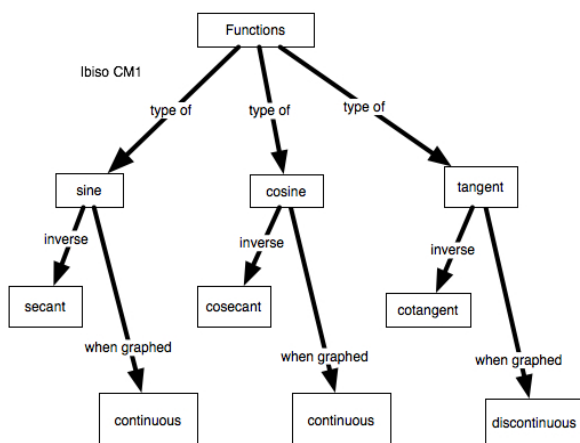 Functions
Ibiso CM1
type of type of type of
sine cosine tangent
inverse inverse inverse
secant cosecant cotangent
when graphed when graphed when graphed
continuous continuous discontinuous